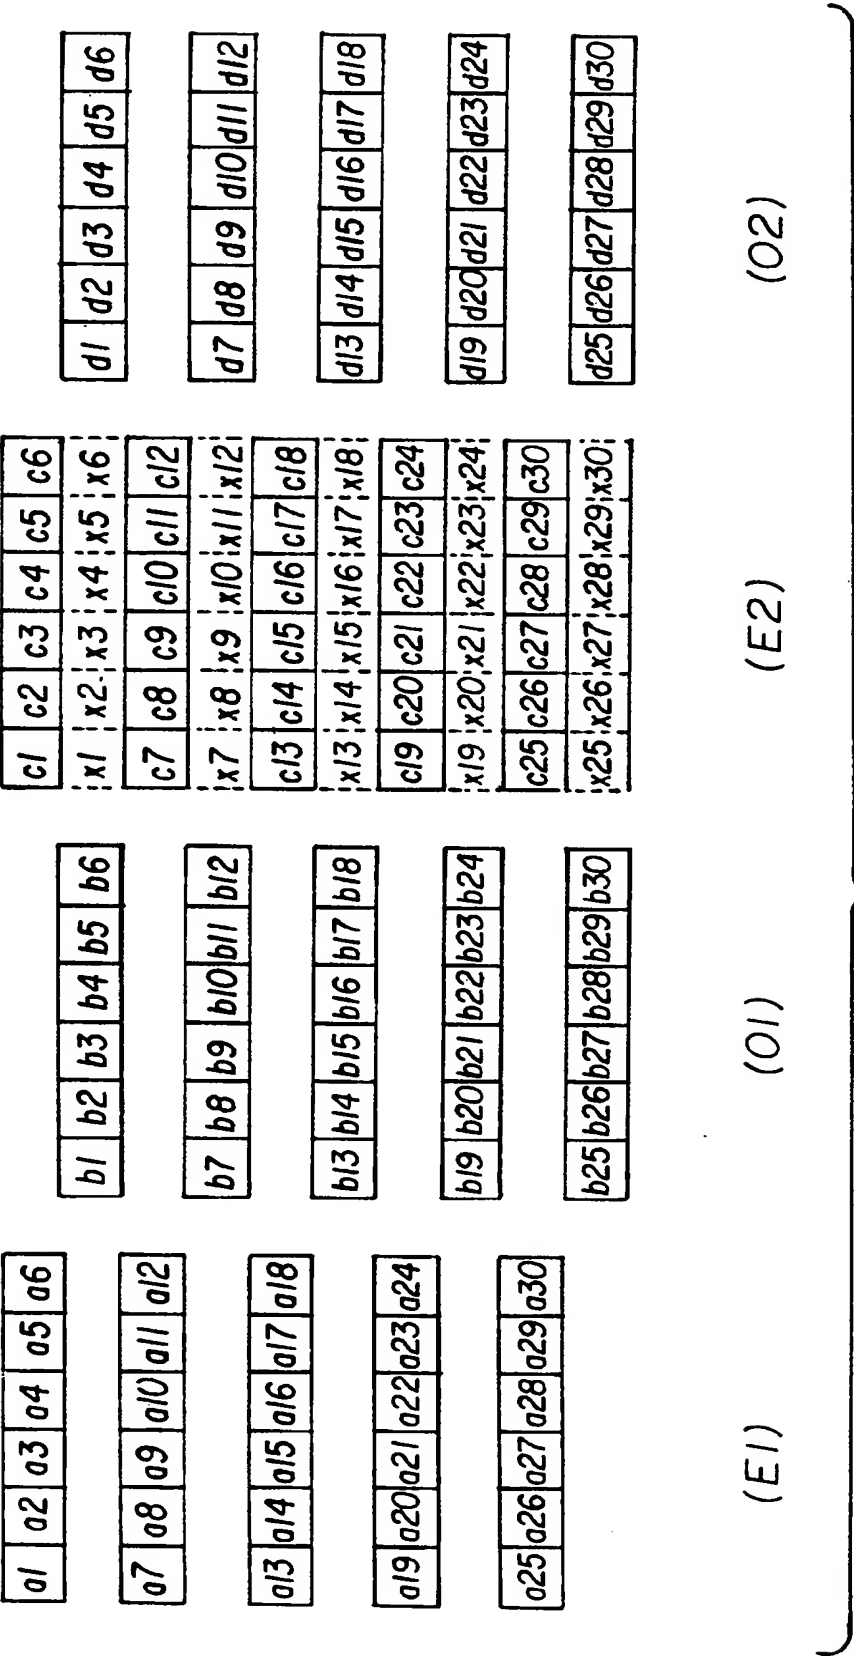 a1 a2 a3 a4 a5 a6
a7 a8 a9 a10 a11 a12
a13 a14 a15 a16 a17 a18
a19 a20 a21 a22 a23 a24
a25 a26 a27 a28 a29 a30
(E1)
b1 b2 b3 b4 b5 b6
b7 b8 b9 b10 b11 b12
b13 b14 b15 b16 b17 b18
b19 b20 b21 b22 b23 b24
b25 b26 b27 b28 b29 b30
(O1)
c1 c2 c3 c4 c5 c6
x1 x2 x3 x4 x5 x6
c7 c8 c9 c10 c11 c12
x7 x8 x9 x10 x11 x12
c13 c14 c15 c16 c17 c18
x13 x14 x15 x16 x17 x18
c19 c20 c21 c22 c23 c24
x19 x20 x21 x22 x23 x24
c25 c26 c27 c28 c29 c30
x25 x26 x27 x28 x29 x30
(E2)
d1 d2 d3 d4 d5 d6
d7 d8 d9 d10 d11 d12
d13 d14 d15 d16 d17 d18
d19 d20 d21 d22 d23 d24
d25 d26 d27 d28 d29 d30
(O2)